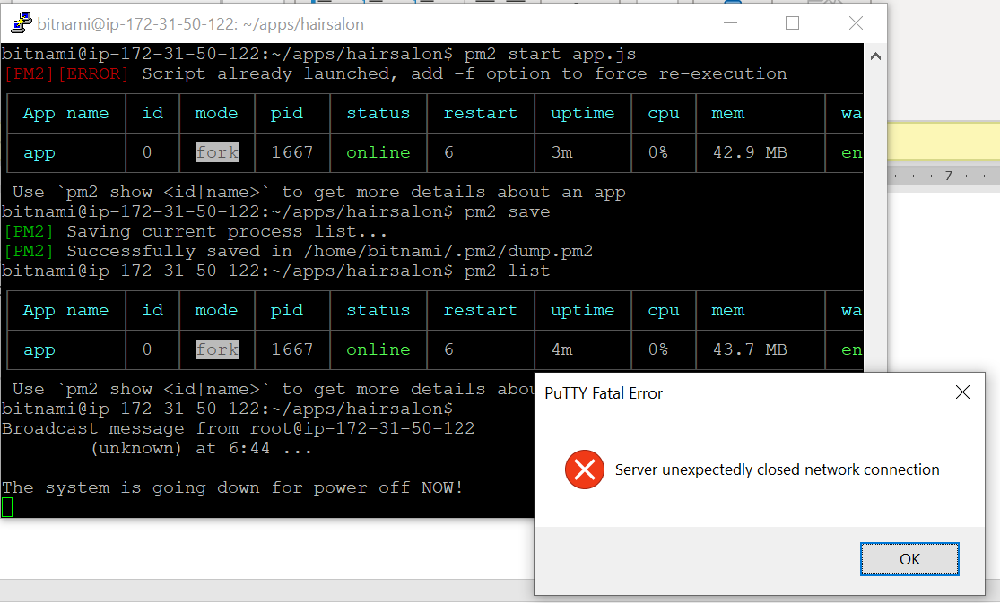 bitnami@ip-172-31-50-122: ~/apps/hairsalon
bitnami@ip-172-31-50-122:~/apps/hairsalon$ pm2 start app.js
[PM2][ERROR] Script already launched, add -f option to force re-execution
App name id mode pid status restart uptime cpu mem wa
app 0 fork 1667 online 6 3m 0% 42.9 MB en
Use `pm2 show <id|name>` to get more details about an app
bitnami@ip-172-31-50-122:~/apps/hairsalon$ pm2 save
[PM2] Saving current process list...
[PM2] Successfully saved in /home/bitnami/.pm2/dump.pm2
bitnami@ip-172-31-50-122:~/apps/hairsalon$ pm2 list
App name id mode pid status restart uptime cpu mem wa
app 0 fork 1667 online 6 4m 0% 43.7 MB en
Use `pm2 show <id|name>` to get more details abou
bitnami@ip-172-31-50-122:~/apps/hairsalon$
Broadcast message from root@ip-172-31-50-122
(unknown) at 6:44 ...
The system is going down for power off NOW!
PuTTY Fatal Error
Server unexpectedly closed network connection
OK
7